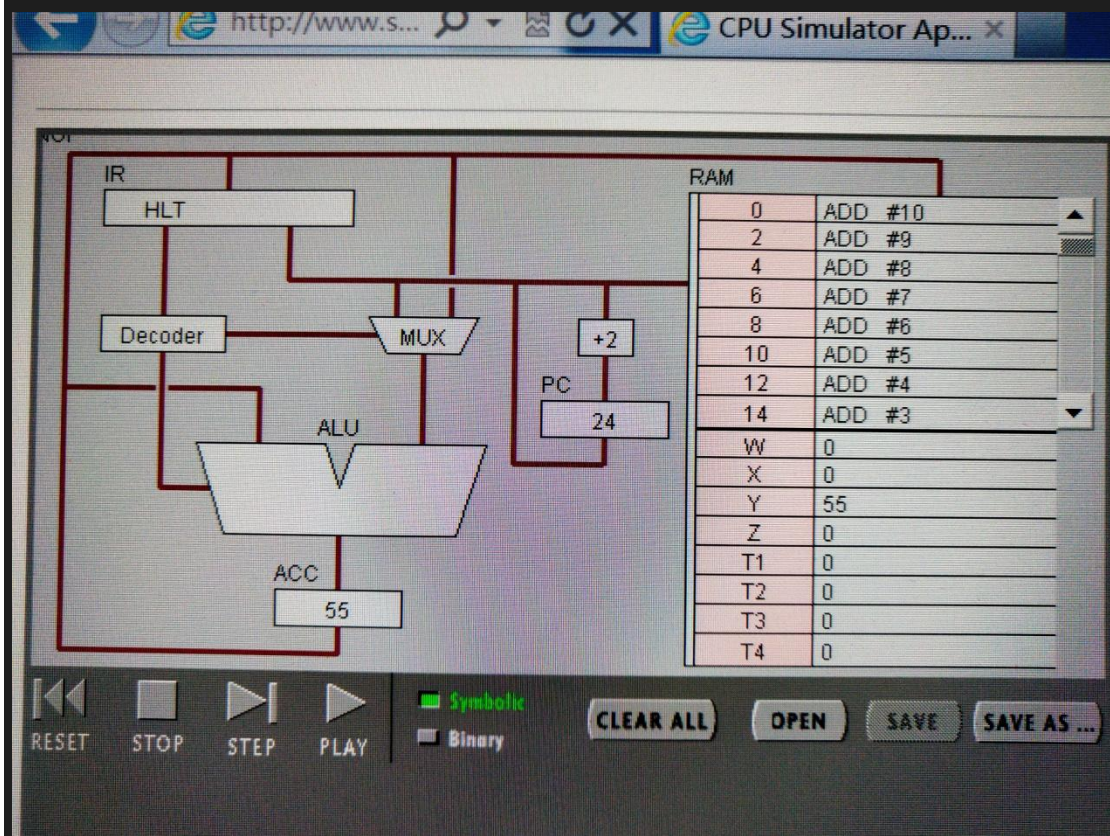 http://www.s...
CPU Simulator Ap...
IR
HLT
RAM
0 ADD #10
2 ADD #9
4 ADD #8
6 ADD #7
8 ADD #6
10 ADD #5
12 ADD #4
14 ADD #3
W 0
X 0
Y 55
Z 0
T1 0
T2 0
T3 0
T4 0
Decoder
MUX
+2
PC
24
ALU
ACC
55
RESET
STOP
STEP
PLAY
Symbolic
Binary
CLEAR ALL
OPEN
SAVE
SAVE AS ...